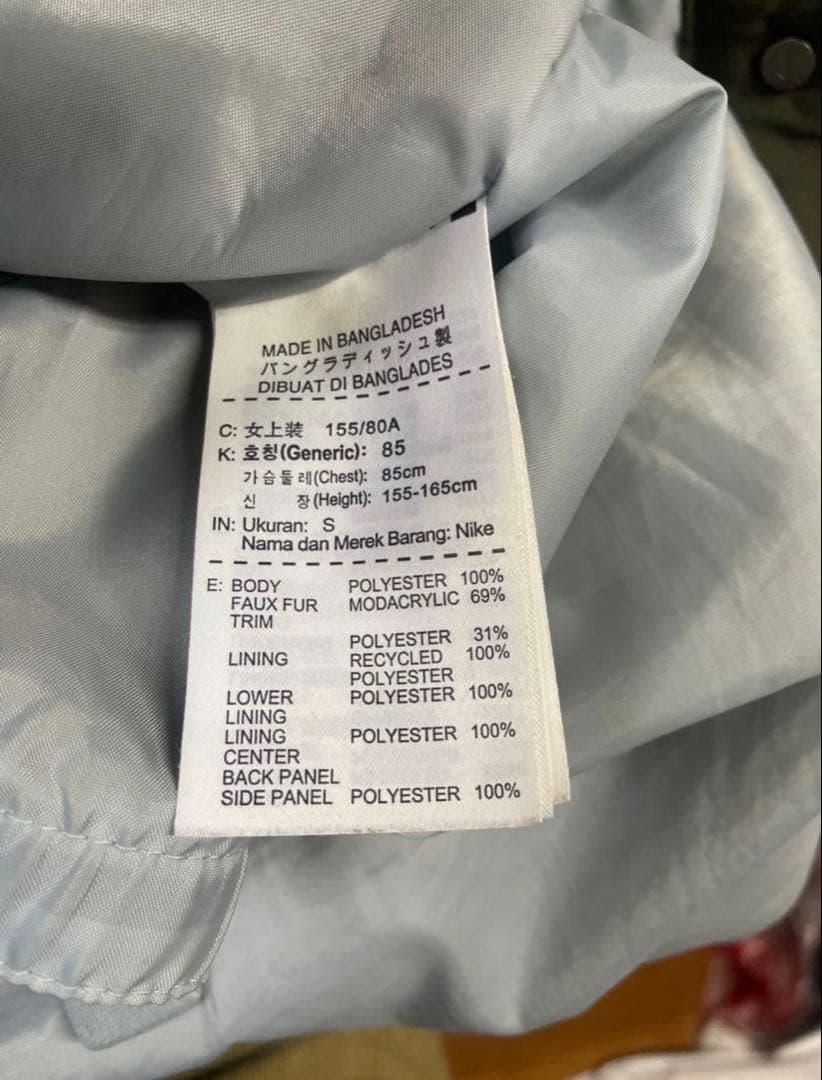 MADE IN BANGLADESH
バングラディッシュ製
DIBUAT DI BANGLADES
C: 女上装 155/80A
K: 호칭(Generic): 85
가슴둘레(Chest): 85cm
신 장(Height): 155-165cm
IN: Ukuran: S
Nama dan Merek Barang: Nike
E: BODY POLYESTER 100%
FAUX FUR MODACRYLIC 69%
TRIM
POLYESTER 31%
LINING RECYCLED 100%
POLYESTER
LOWER POLYESTER 100%
LINING
LINING POLYESTER 100%
CENTER
BACK PANEL
SIDE PANEL POLYESTER 100%